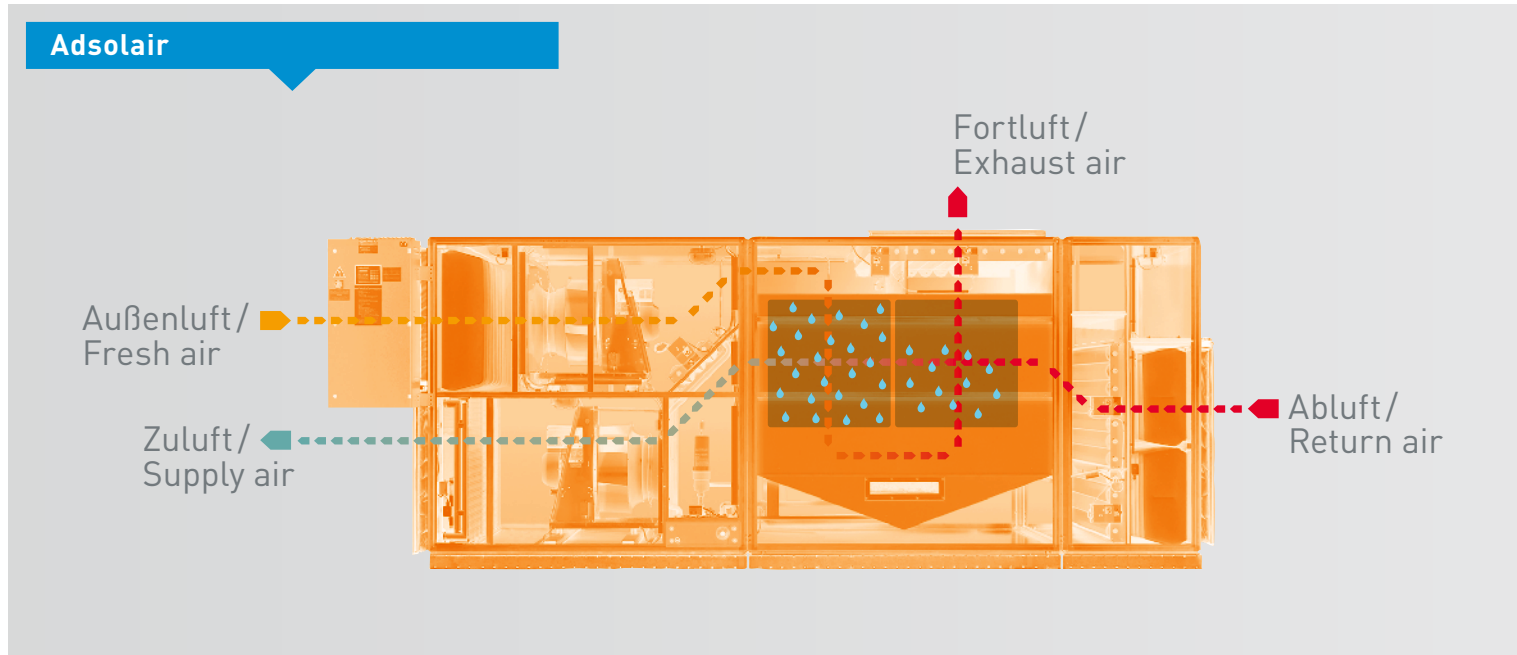 Adsolair
Fortluft/
Exhaust air
Außenluft/
Fresh air
Zuluft/
Supply air
Abluft/
Return air